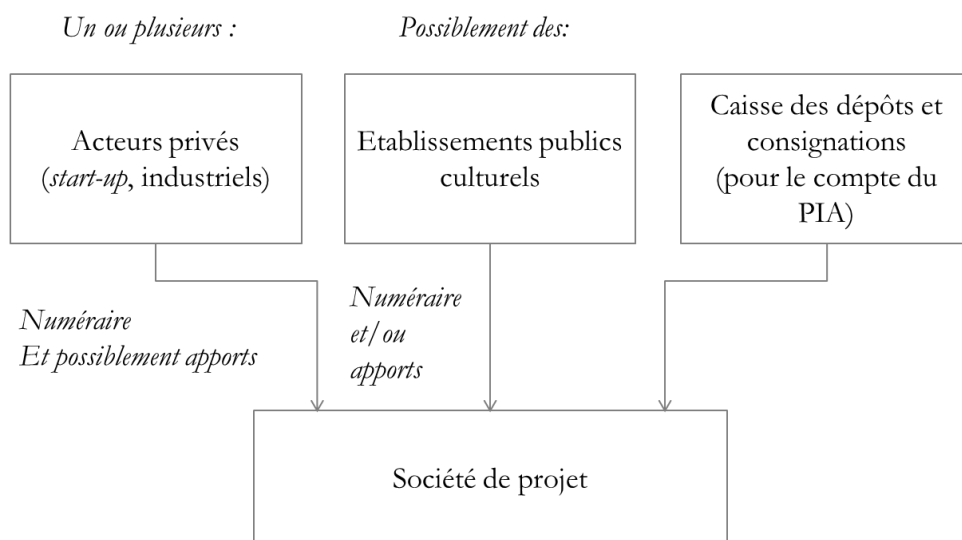 Un ou plusieurs :
Possiblement des:
Acteurs privés
(start-up, industriels)
Etablissements publics
culturels
Caisse des dépôts et
consignations
(pour le compte du
PIA)
Numéraire
Et possiblement apports
Numéraire
et/ou
apports
Société de projet